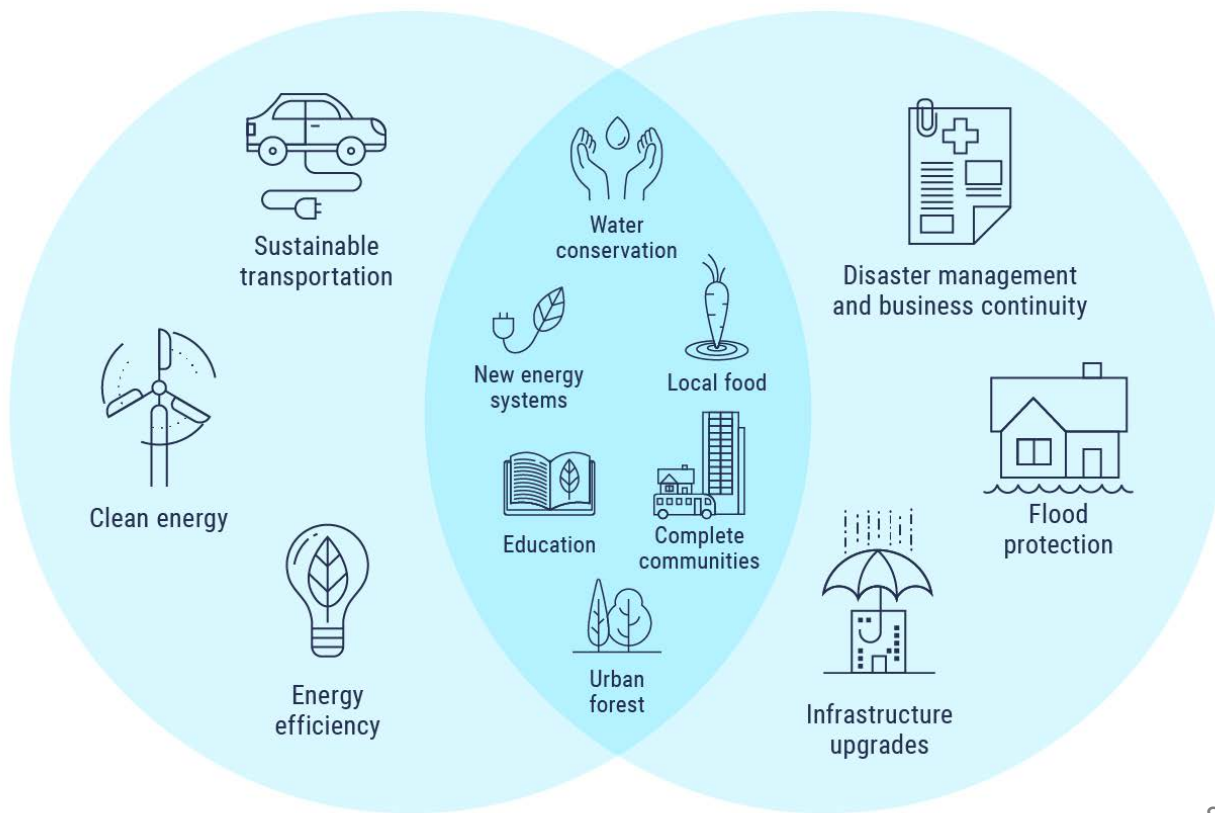 Sustainable
transportation
Clean energy
Energy
efficiency
Water
conservation
New energy
systems
Local food
Education
Complete
communities
Urban
forest
Disaster management
and business continuity
Flood
protection
Infrastructure
upgrades